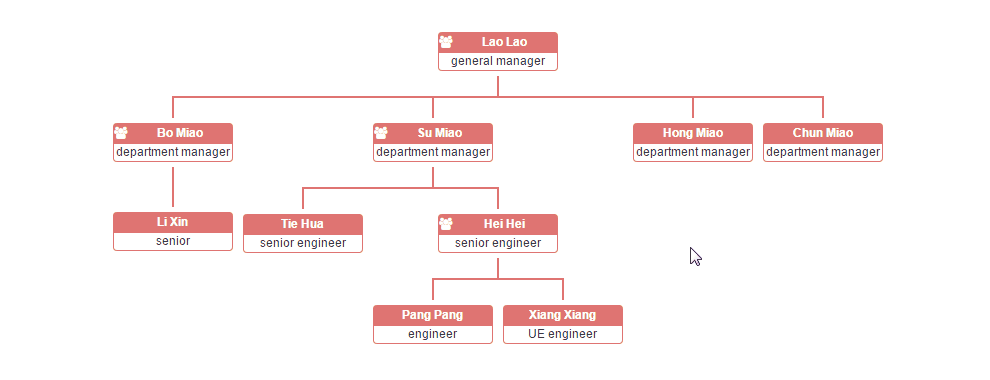 Lao Lao
general manager
Bo Miao
department manager
Su Miao
department manager
Hong Miao
department manager
Chun Miao
department manager
Li Xin
senior
Tie Hua
senior engineer
Hei Hei
senior engineer
Pang Pang
engineer
Xiang Xiang
UE engineer